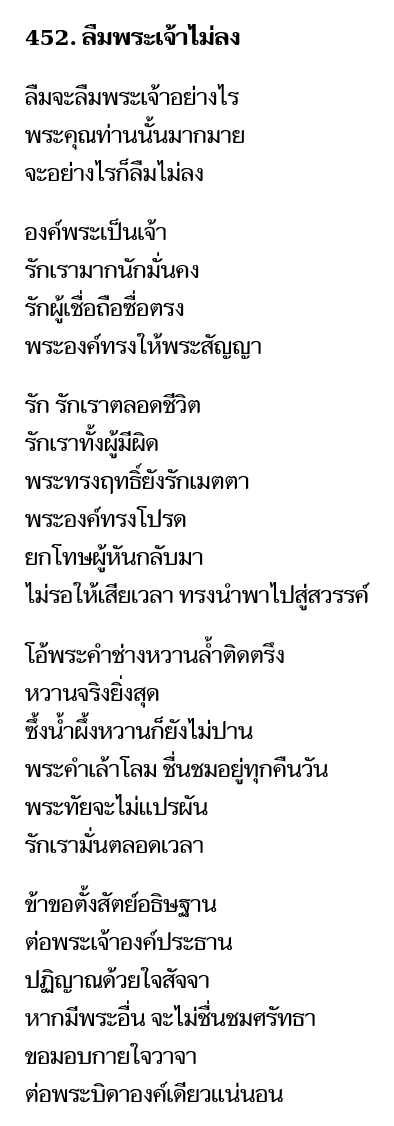 452. ลืมพระเจ้าไม่ลง
ลืมจะลืมพระเจ้าอย่างไร
พระคุณท่านนั้นมากมาย
จะอย่างไรก็ลืมไม่ลง
องค์พระเป็นเจ้า
รักเรามากนักมั่นคง
รักผู้เชื่อถือซื่อตรง
พระองค์ทรงให้พระสัญญา
รัก รักเราตลอดชีวิต
รักเราทั้งผู้มีผิด
พระทรงฤทธิ์ยังรักเมตตา
พระองค์ทรงโปรด
ยกโทษผู้หันกลับมา
ไม่รอให้เสียเวลา ทรงนำพาไปสู่สวรรค์
โอ้พระคำช่างหวานล้ำติดตรึง
หวานจริงยิ่งสุด
ซึ้งน้ำผึ้งหวานก็ยังไม่ปาน
พระคำเล้าโลม ชื่นชมอยู่ทุกคืนวัน
พระทัยจะไม่แปรผัน
รักเรามั่นตลอดเวลา
ข้าขอตั้งสัตย์อธิษฐาน
ต่อพระเจ้าองค์ประธาน
ปฏิญาณด้วยใจสัจจา
หากมีพระอื่น จะไม่ชื่นชมศรัทธา
ขอมอบกายใจวาจา
ต่อพระบิดาองค์เดียวแน่นอน